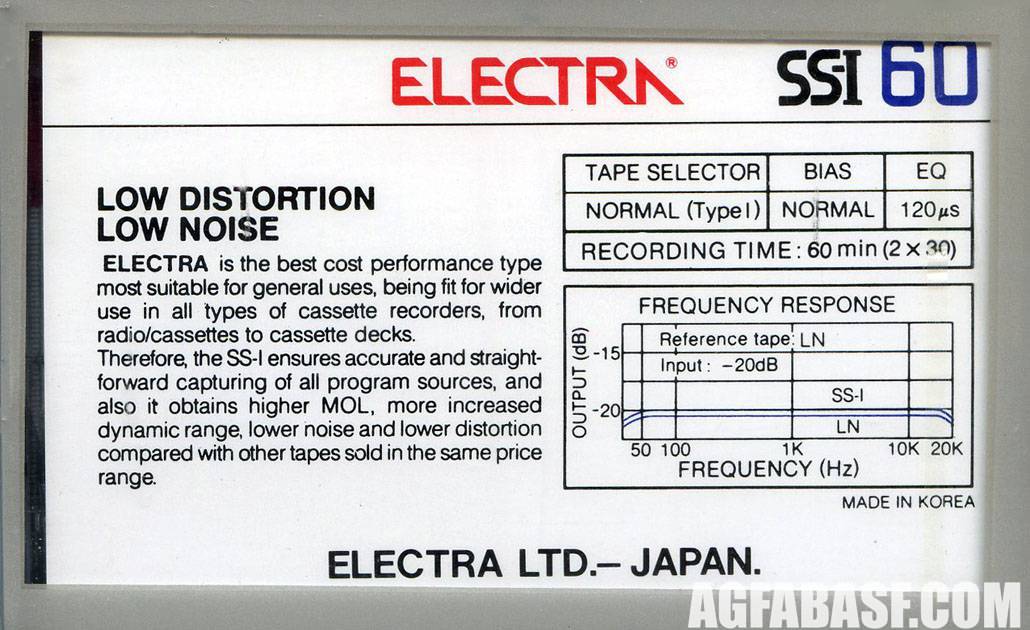 ELECTRA® SS-I 60
LOW DISTORTION
LOW NOISE
ELECTRA is the best cost performance type
most suitable for general uses, being fit for wider
use in all types of cassette recorders, from
radio/cassettes to cassette decks.
Therefore, the SS-I ensures accurate and straight-
forward capturing of all program sources, and
also it obtains higher MOL, more increased
dynamic range, lower noise and lower distortion
compared with other tapes sold in the same price
range.
TAPE SELECTOR BIAS EQ
NORMAL (Type I) NORMAL 120µs
RECORDING TIME: 60 min (2 × 30)
FREQUENCY RESPONSE
OUTPUT (dB)
Reference tape: LN
-15
Input: -20dB
SS-I
-20
LN
50 100 1K 10K 20K
FREQUENCY (Hz)
MADE IN KOREA
ELECTRA LTD.– JAPAN.
AGFABASF.COM